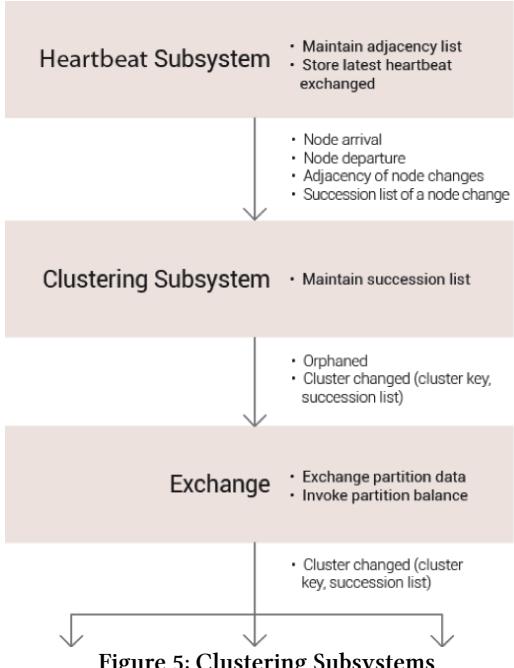 Heartbeat Subsystem
• Maintain adjacency list
• Store latest heartbeat
exchanged
• Node arrival
• Node departure
• Adjacency of node changes
• Succession list of a node change
Clustering Subsystem
• Maintain succession list
• Orphaned
• Cluster changed (cluster key,
succession list)
Exchange
• Exchange partition data
• Invoke partition balance
• Cluster changed (cluster
key, succession list)
Figure 5: Clustering Subsystems